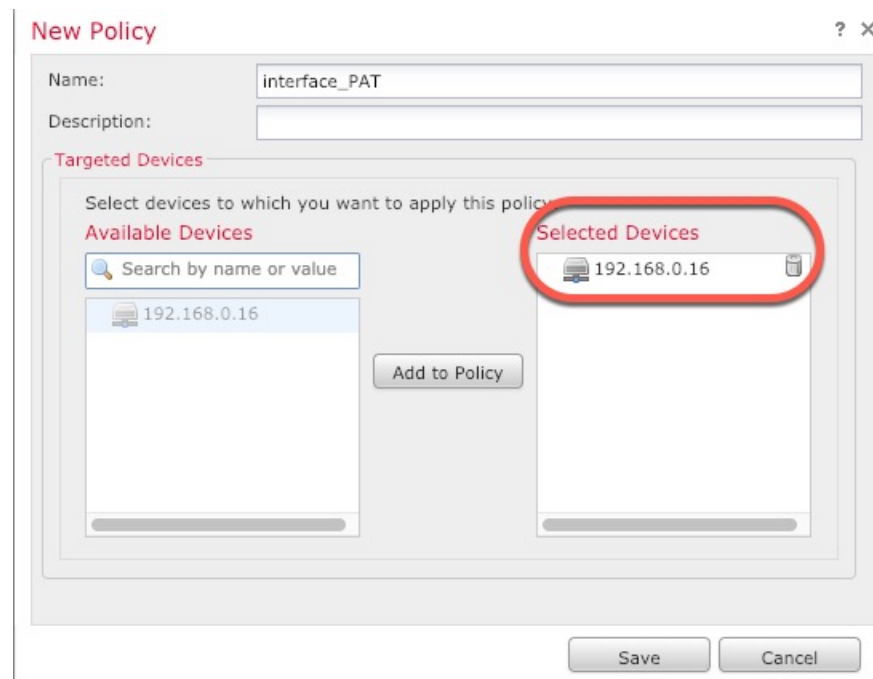 New Policy
?
Name:
interface_PAT
Description:
Targeted Devices
Select devices to which you want to apply this policy
Available Devices
Search by name or value
192.168.0.16
Add to Policy
Selected Devices
192.168.0.16
Save
Cancel